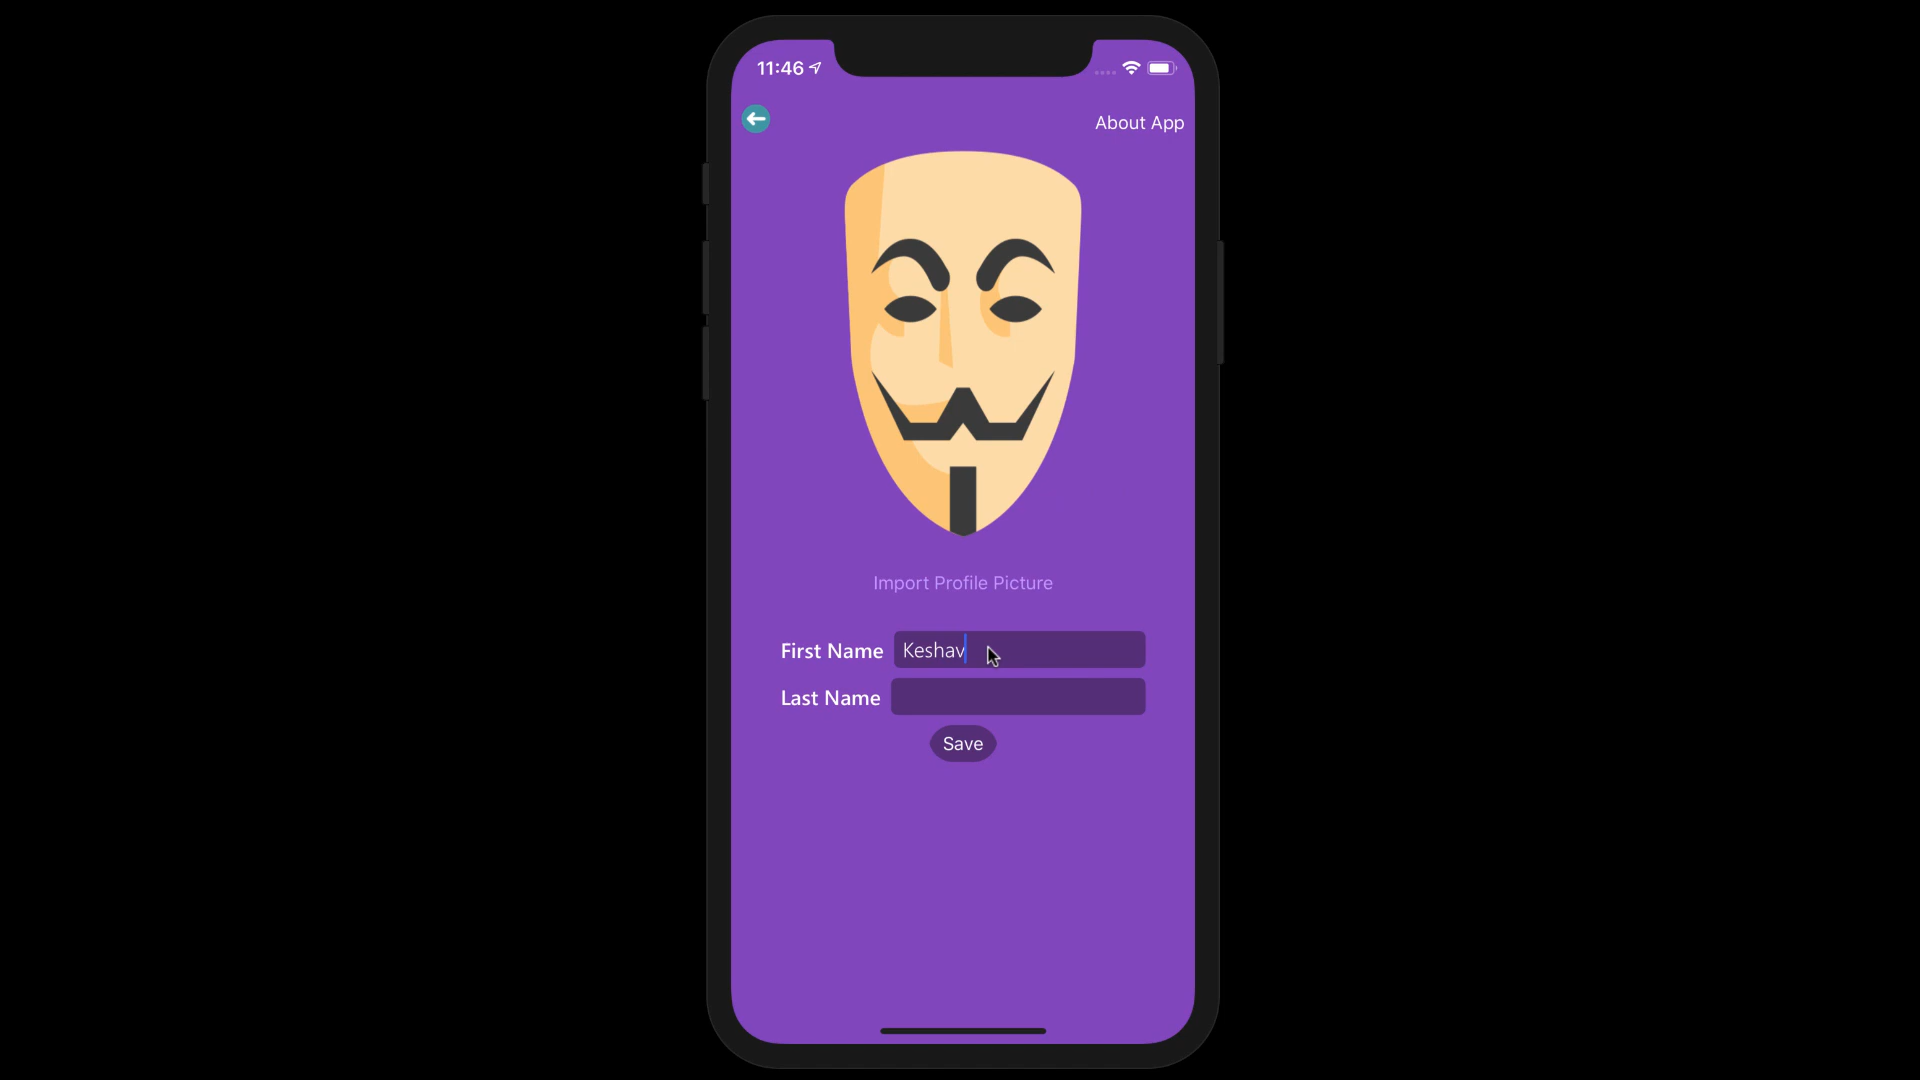 11:46
About App
Import Profile Picture
First Name Keshav
Last Name
Save